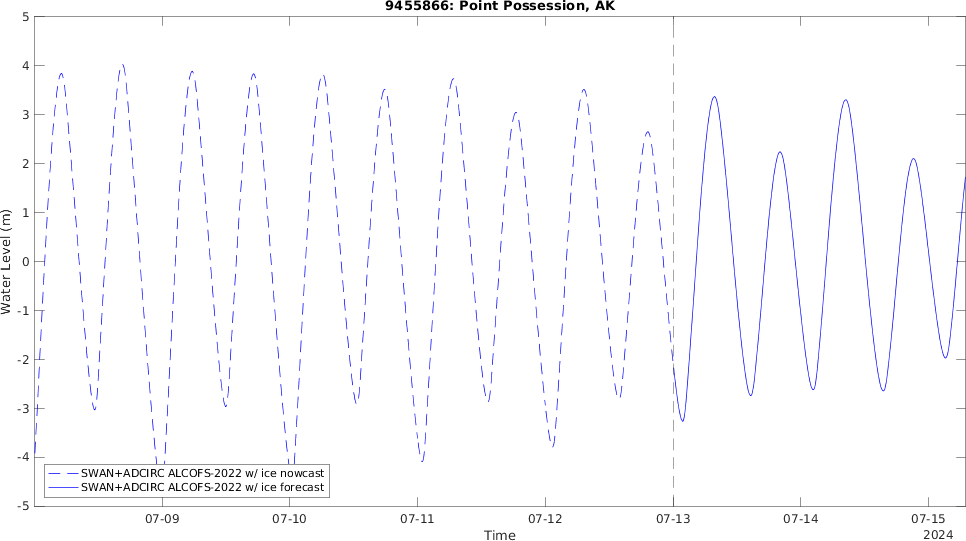 9455866: Point Possession, AK
5
4
3
2
1
0
-1
-2
-3
-4
-5
Water Level (m)
SWAN+ADCIRC ALCOFS-2022 w/ ice nowcast
SWAN+ADCIRC ALCOFS-2022 w/ ice forecast
07-09 07-10 07-11 07-12 07-13 07-14 07-15
Time
2024